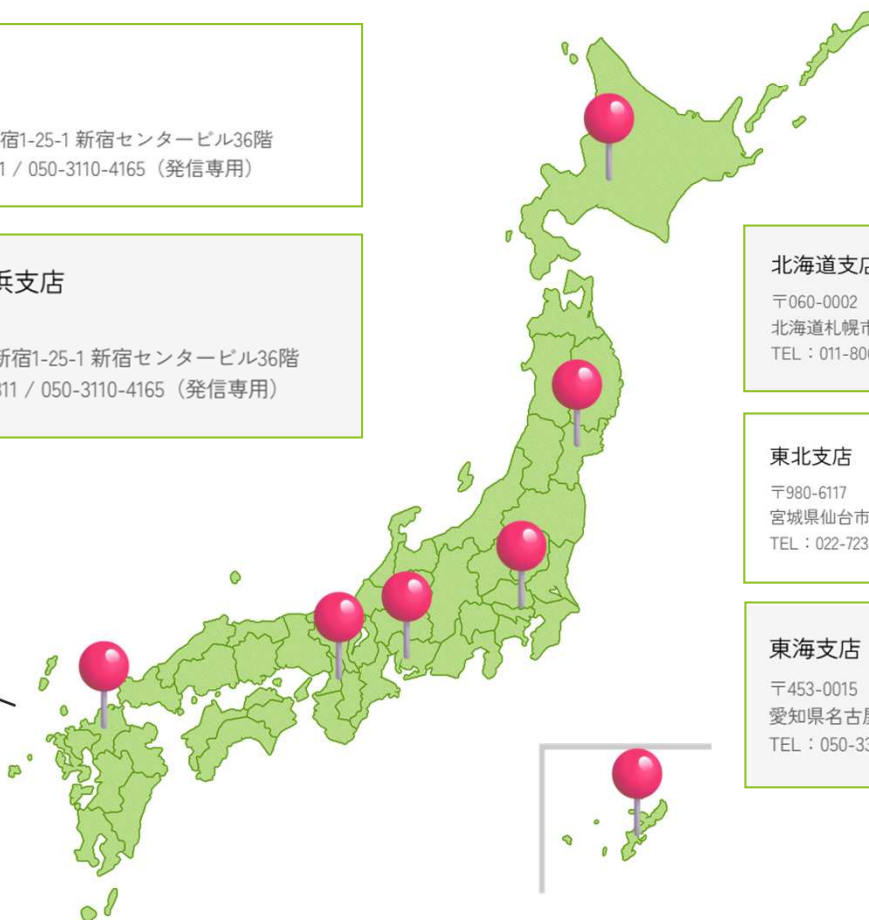 宿1-25-1 新宿センタービル36階
1 / 050-3110-4165（発信専用）
浜支店
新宿1-25-1 新宿センタービル36階
311 / 050-3110-4165（発信専用）
北海道支店
〒060-0002
北海道札幌市
TEL：011-80
東北支店
〒980-6117
宮城県仙台市
TEL：022-723
東海支店
〒453-0015
愛知県名古屋
TEL：050-33